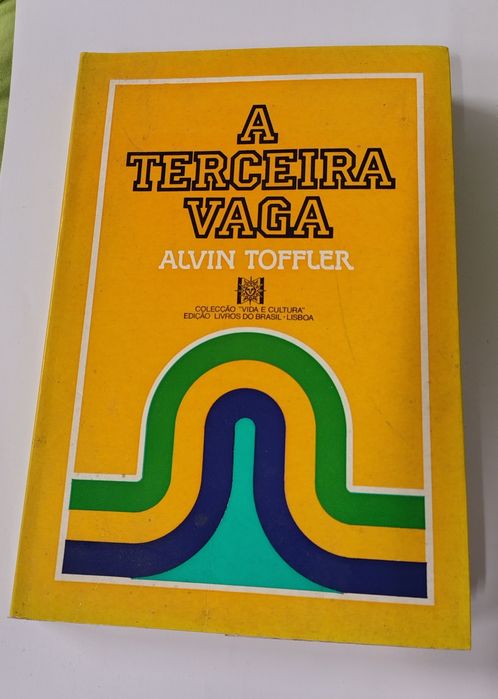 A
TERCEIRA
VAGA
ALVIN TOFFLER
COLECÇÃO "VIDA E CULTURA"
EDIÇÃO LIVROS DO BRASIL · LISBOA